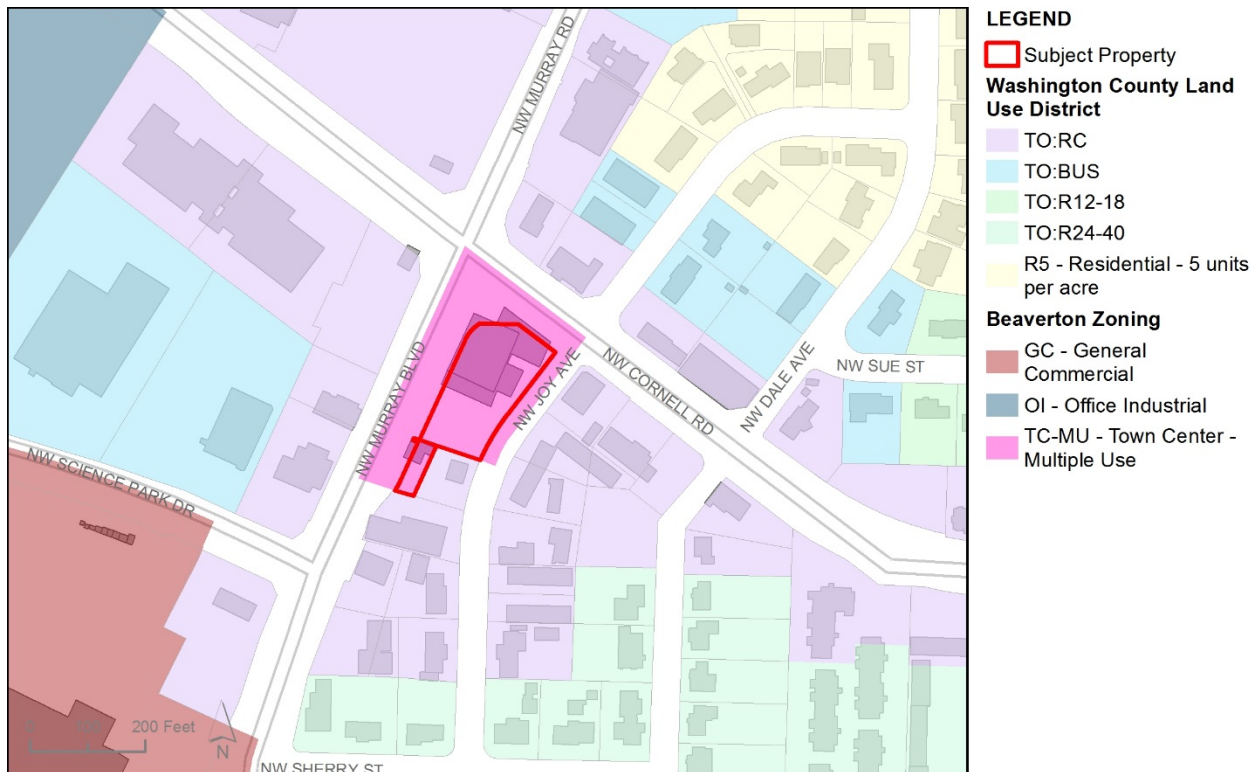 NW MURRAY RD
NW MURRAY BLVD
NW JOY AVE
NW CORNELL RD
NW DALE AVE
NW SUE ST
NW SCIENCE PARK DR
NW SHERRY ST
0 100 200 Feet
N
LEGEND
Subject Property
Washington County Land
Use District
TO:RC
TO:BUS
TO:R12-18
TO:R24-40
R5 - Residential - 5 units
per acre
Beaverton Zoning
GC - General
Commercial
OI - Office Industrial
TC-MU - Town Center -
Multiple Use